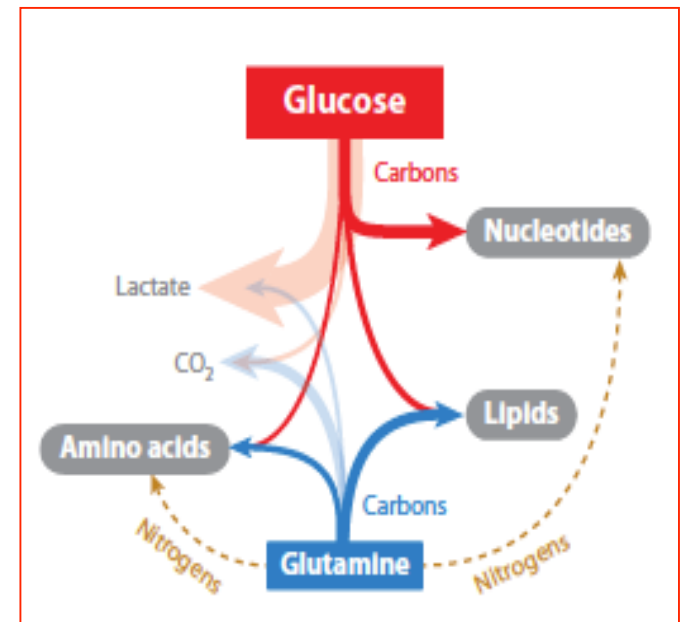 Glucose
Carbons
Nucleotides
Lactate
CO2
Lipids
Amino acids
Carbons
Nitrogens
Glutamine
Nitrogens